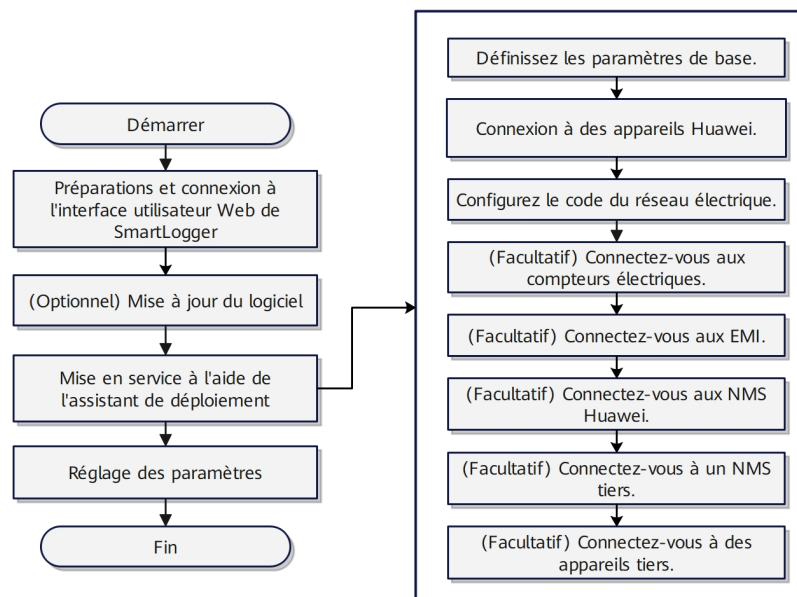 Démarrer
Préparations et connexion à
l'interface utilisateur Web de
SmartLogger
(Optionnel) Mise à jour du logiciel
Mise en service à l'aide de
l'assistant de déploiement
Réglage des paramètres
Fin
Définissez les paramètres de base.
Connexion à des appareils Huawei.
Configurez le code du réseau électrique.
(Facultatif) Connectez-vous aux
compteurs électriques.
(Facultatif) Connectez-vous aux EMI.
(Facultatif) Connectez-vous aux NMS
Huawei.
(Facultatif) Connectez-vous à un NMS
tiers.
(Facultatif) Connectez-vous à des
appareils tiers.